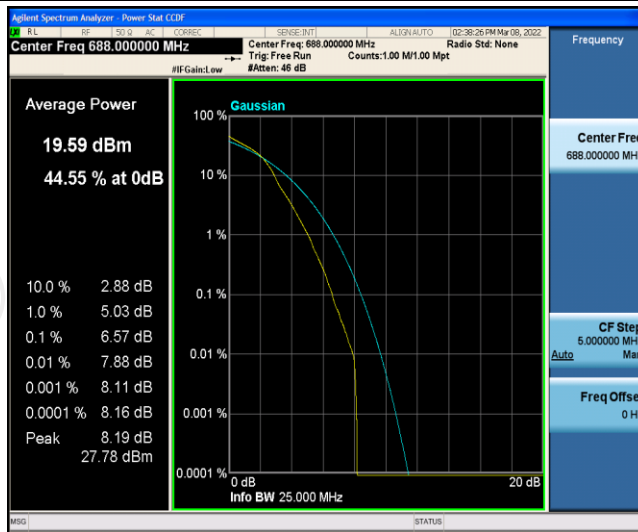 Agilent Spectrum Analyzer - Power Stat CCDF
RL RF 50 Ω AC CORREC SENSE:INT ALIGNAUTO 02:38:26 PM Mar 08, 2022
Center Freq 688.000000 MHz
Center Freq: 688.000000 MHz Radio Std: None
Trig: Free Run Counts:1.00 M/1.00 Mpt
#IFGain:Low #Atten: 46 dB
Frequency
Average Power
19.59 dBm
44.55 % at 0dB
10.0 % 2.88 dB
1.0 % 5.03 dB
0.1 % 6.57 dB
0.01 % 7.88 dB
0.001 % 8.11 dB
0.0001 % 8.16 dB
Peak 8.19 dB
27.78 dBm
Gaussian
100 %
10 %
1 %
0.1 %
0.01 %
0.001 %
0.0001 %
0 dB 20 dB
Info BW 25.000 MHz
Center Fre
688.000000 MH
CF Step
5.000000 MH
Auto Ma
Freq Offse
0 H
MSG STATUS